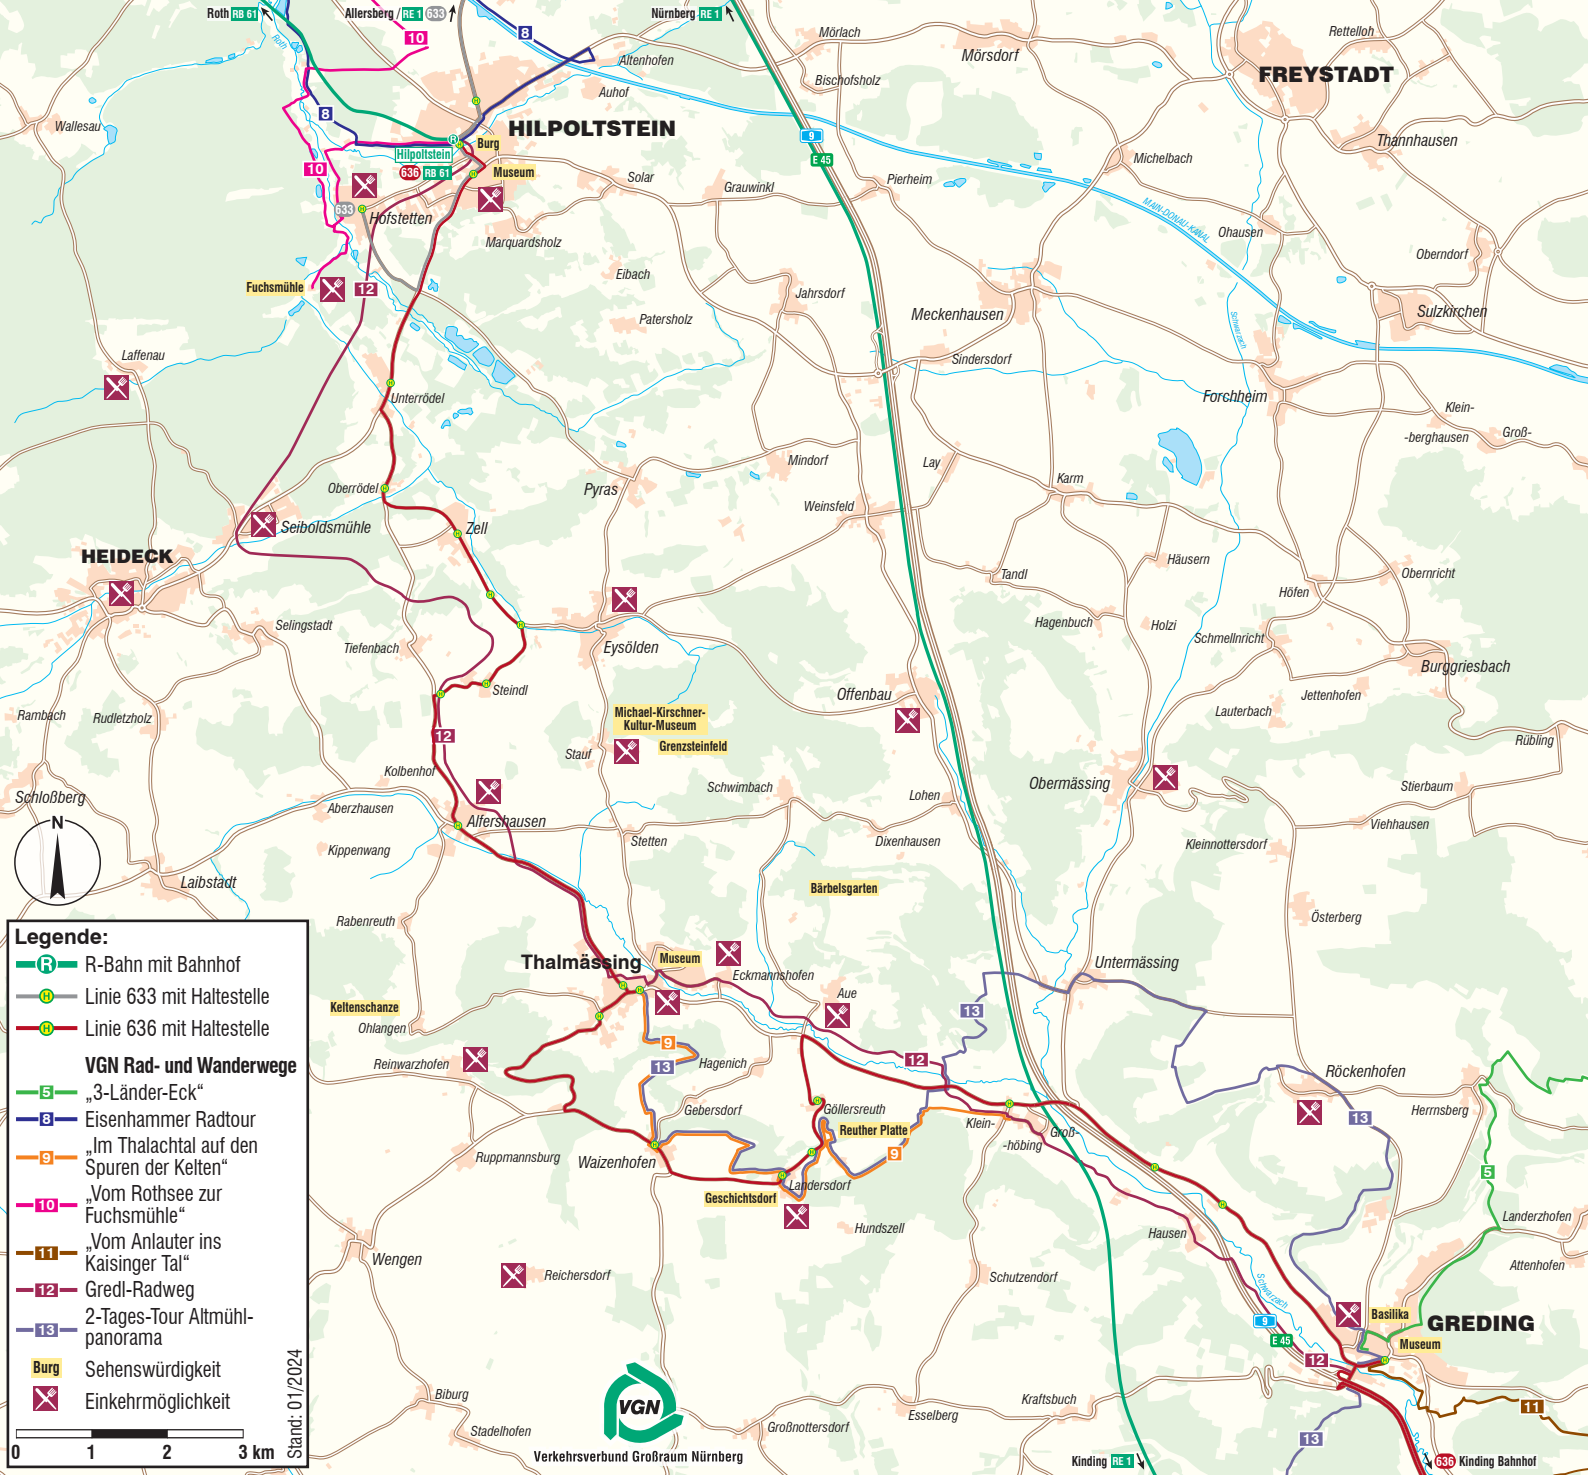 Roth RB 61
Allersberg / RE 1 633
Nürnberg RE 1
Roth
10
8
Altenhofen
Auhof
Mörlach
Bischofsholz
Mörsdorf
Rettelloh
FREYSTADT
Wallesau
8
HILPOLTSTEIN
9
E 45
Thannhausen
Michelbach
R
Burg
Hilpoltstein
636 RB 61
Museum
10
Solar
Grauwinkl
Pierheim
633
Hofstetten
MAIN-DONAU-KANAL
Ohausen
Oberndorf
Marquardsholz
Eibach
Fuchsmühle
12
Jahrsdorf
Meckenhausen
Sulzkirchen
Patersholz
Schwarzach
Laffenau
Sindersdorf
Unterrödel
Forchheim
Klein-
-berghausen
Groß-
Mindorf
Lay
Karm
Oberrödel
Pyras
Weinsfeld
Seiboldsmühle
Zell
HEIDECK
Häusern
Tandl
Obernricht
Höfen
Selingstadt
Hagenbuch
Holzi
Schmellnricht
Tiefenbach
Eysölden
Burggriesbach
Steindl
Offenbau
Jettenhofen
Rambach
Rudletzholz
Michael-Kirschner-
Kultur-Museum
Lauterbach
12
Grenzsteinfeld
Rübling
Stauf
Kolbenhof
Obermässing
Schloßberg
Schwimbach
Lohen
Stierbaum
Aberzhausen
Alfershausen
Viehhausen
N
Kippenwang
Stetten
Dixenhausen
Kleinnottersdorf
Laibstadt
Bärbelsgarten
Rabenreuth
Österberg
Thalmässing
Museum
Untermässing
Eckmannshofen
Aue
Keltenschanze
13
Ohlangen
9
Reinwarzhofen
13
Hagenich
12
Röckenhofen
Gebersdorf
Göllersreuth
Herrnsberg
13
Klein-
Groß-
-höbing
Reuther Platte
9
Ruppmannsburg
Waizenhofen
5
Landersdorf
Geschichtsdorf
Landerzhofen
Hundszell
Hausen
Wengen
Attenhofen
Reichersdorf
Schutzendorf
Schwarzach
Basilika
9
GREDING
E 45
Museum
12
Biburg
Kraftsbuch
Esselberg
11
Stadelhofen
Großnottersdorf
13
VGN
Verkehrsverbund Großraum Nürnberg
Kinding RE 1
636 Kinding Bahnhof
Legende:
R R-Bahn mit Bahnhof
H Linie 633 mit Haltestelle
H Linie 636 mit Haltestelle
VGN Rad- und Wanderwege
5 „3-Länder-Eck“
8 Eisenhammer Radtour
9 „Im Thalachtal auf den
Spuren der Kelten“
10 „Vom Rothsee zur
Fuchsmühle“
11 „Vom Anlauter ins
Kaisinger Tal“
12 Gredl-Radweg
13 2-Tages-Tour Altmühl-
panorama
Burg Sehenswürdigkeit
Einkehrmöglichkeit
0 1 2 3 km
Stand: 01/2024